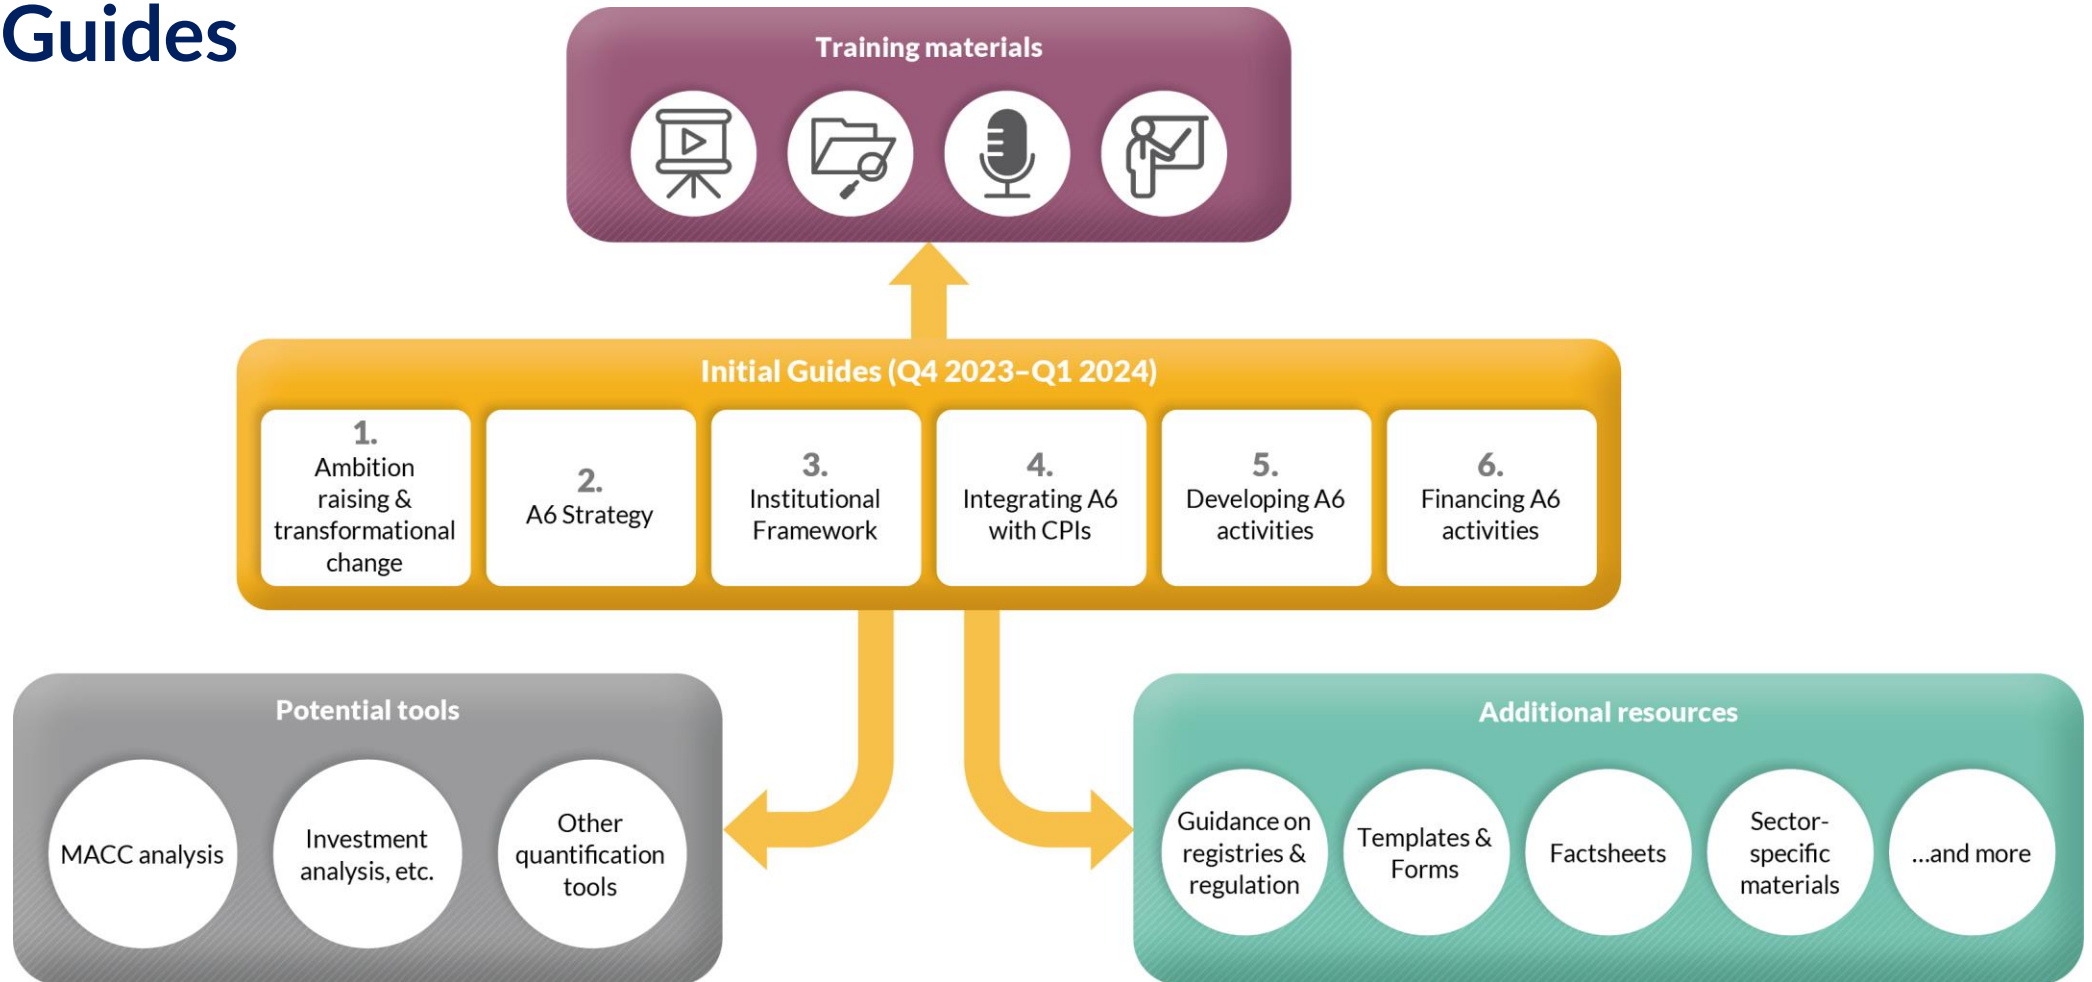 Guides
Training materials
Initial Guides (Q4 2023–Q1 2024)
1.
Ambition
raising &
transformational
change
2.
A6 Strategy
3.
Institutional
Framework
4.
Integrating A6
with CPIs
5.
Developing A6
activities
6.
Financing A6
activities
Potential tools
MACC analysis
Investment
analysis, etc.
Other
quantification
tools
Additional resources
Guidance on
registries &
regulation
Templates &
Forms
Factsheets
Sector-
specific
materials
...and more